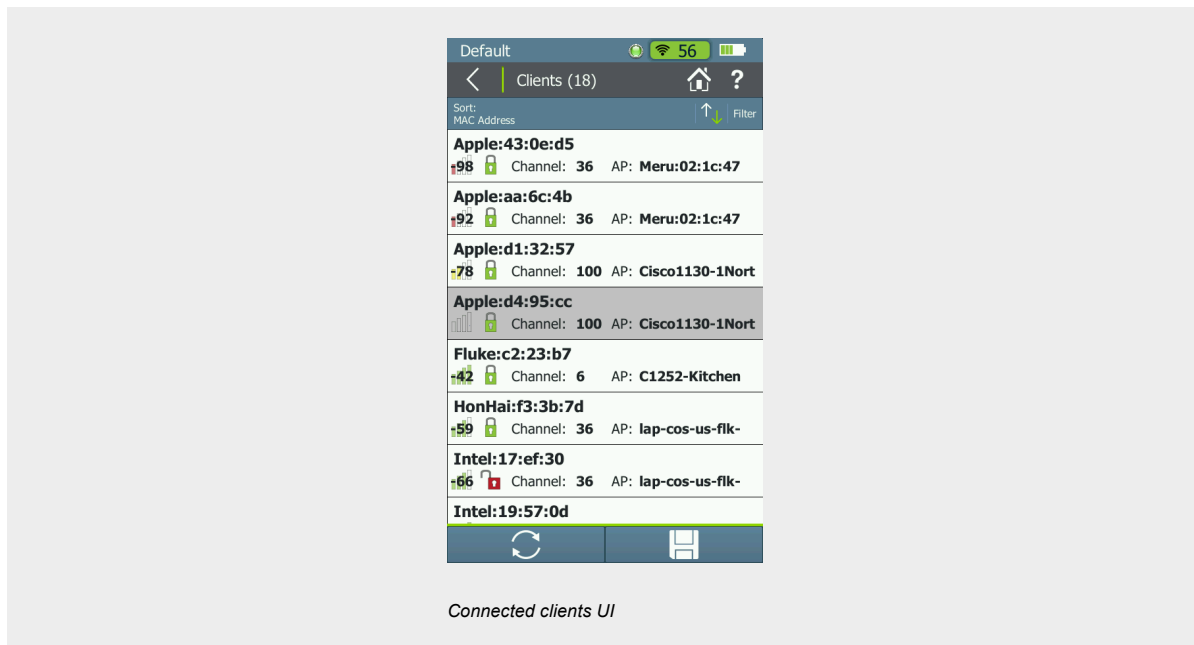 Default 56
Clients (18) ?
Sort:
MAC Address Filter
Apple:43:0e:d5
-98 Channel: 36 AP: Meru:02:1c:47
Apple:aa:6c:4b
-92 Channel: 36 AP: Meru:02:1c:47
Apple:d1:32:57
-78 Channel: 100 AP: Cisco1130-1Nort
Apple:d4:95:cc
Channel: 100 AP: Cisco1130-1Nort
Fluke:c2:23:b7
-42 Channel: 6 AP: C1252-Kitchen
HonHai:f3:3b:7d
-59 Channel: 36 AP: lap-cos-us-flk-
Intel:17:ef:30
-66 Channel: 36 AP: lap-cos-us-flk-
Intel:19:57:0d
Connected clients UI